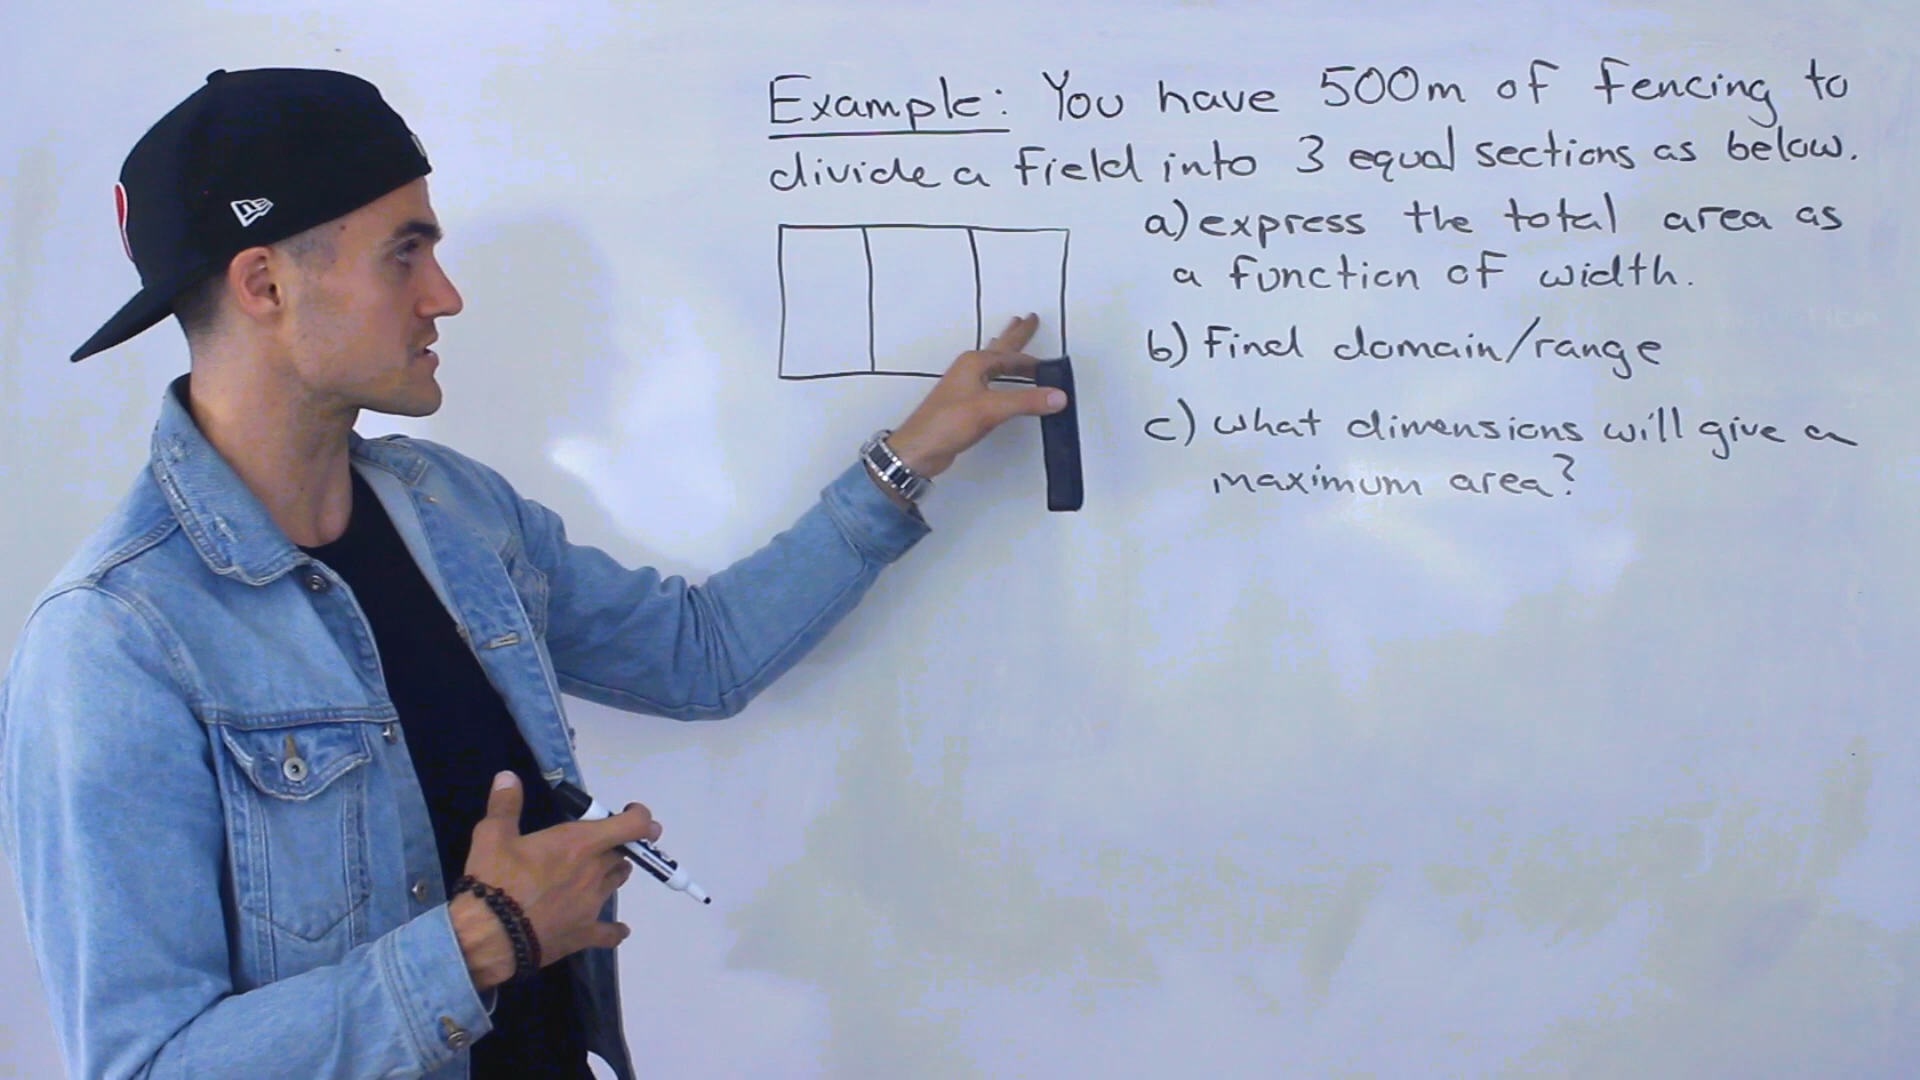 Example: You have 500m of fencing to
divide a field into 3 equal sections as below.
a) express the total area as
a function of width.
b) Find domain/range
c) what dimensions will give a
maximum area?